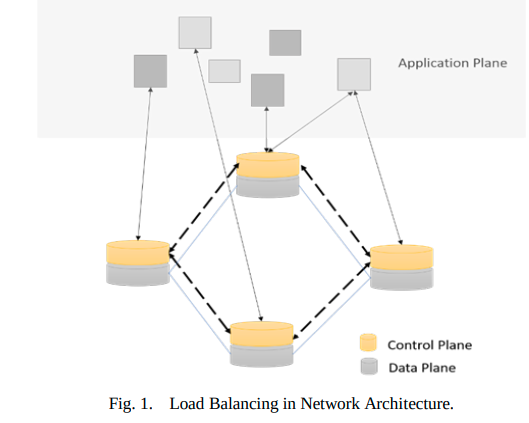 Application Plane
Control Plane
Data Plane
Fig. 1. Load Balancing in Network Architecture.